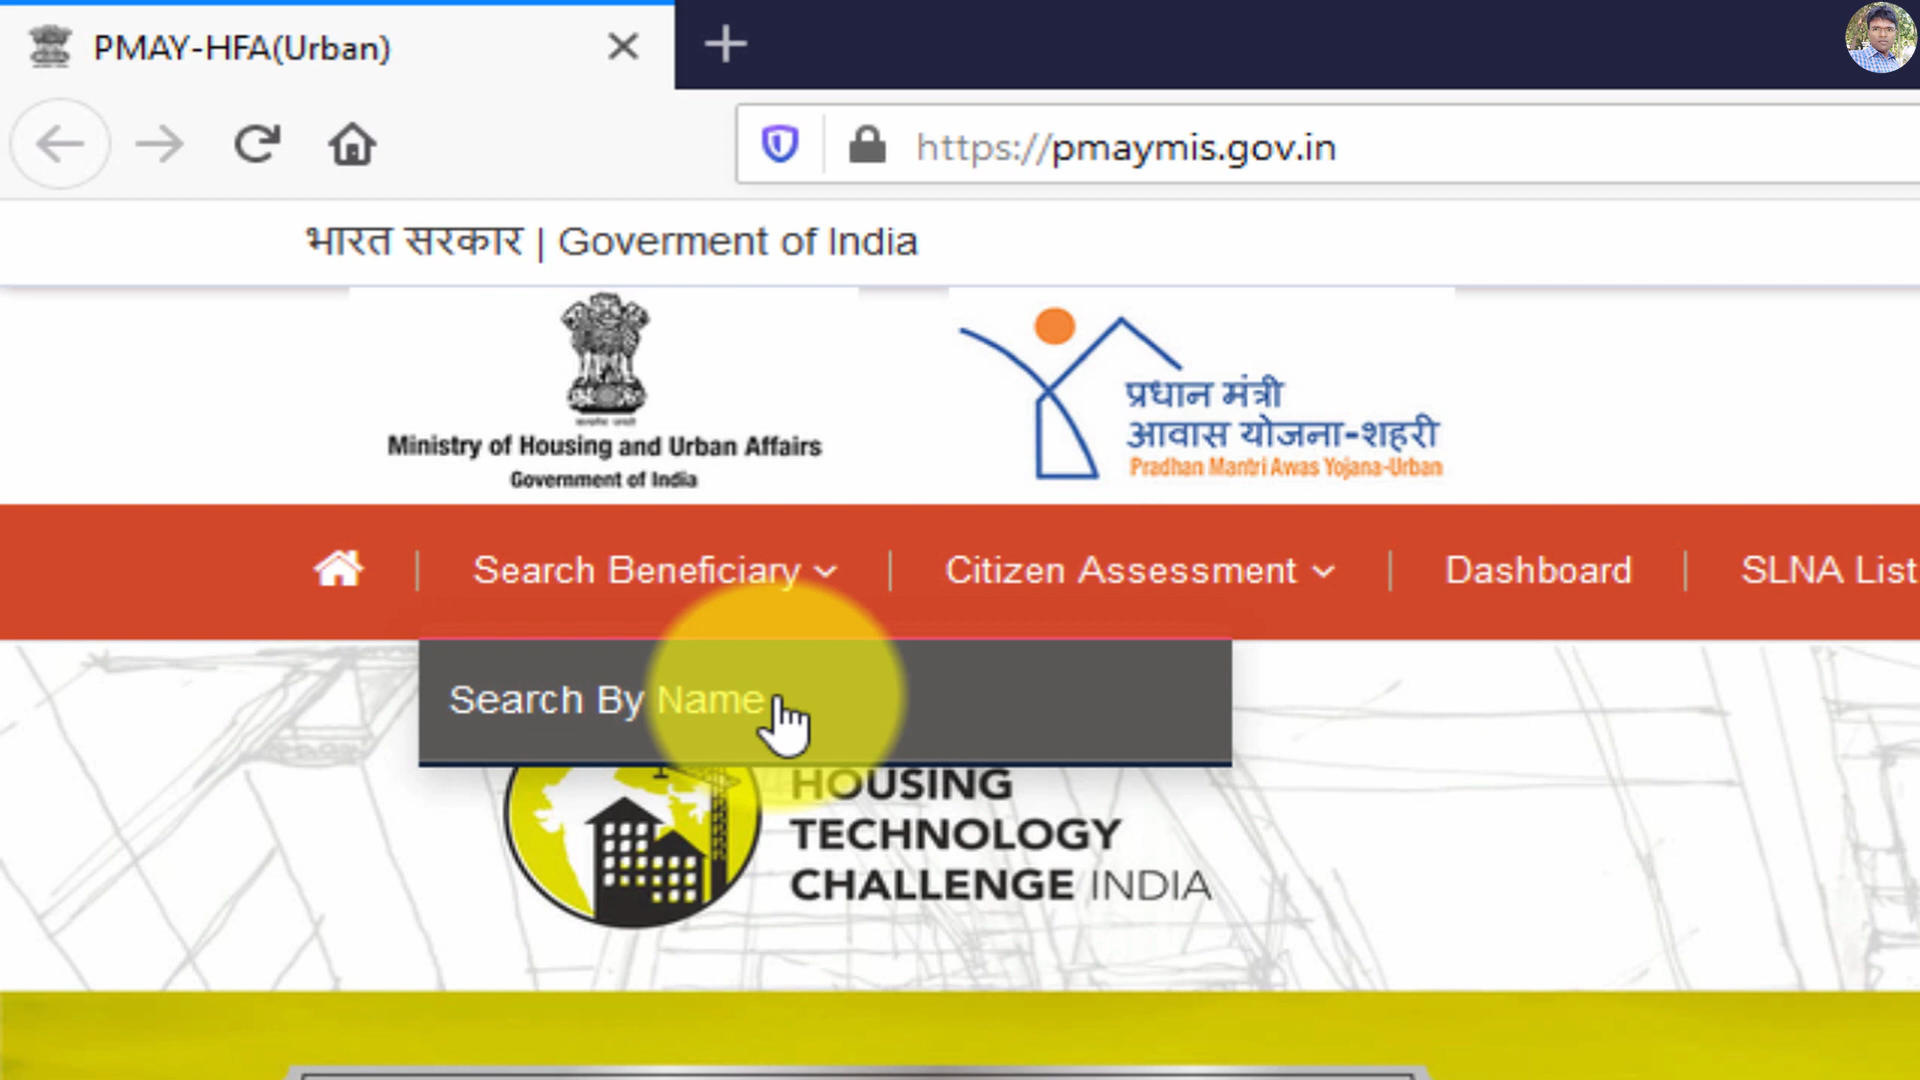 PMAY-HFA(Urban)
https://pmaymis.gov.in
भारत सरकार | Goverment of India
Ministry of Housing and Urban Affairs
Government of India
प्रधान मंत्री
आवास योजना-शहरी
Pradhan Mantri Awas Yojana-Urban
Search Beneficiary | Citizen Assessment | Dashboard | SLNA List
Search By Name
HOUSING
TECHNOLOGY
CHALLENGE INDIA